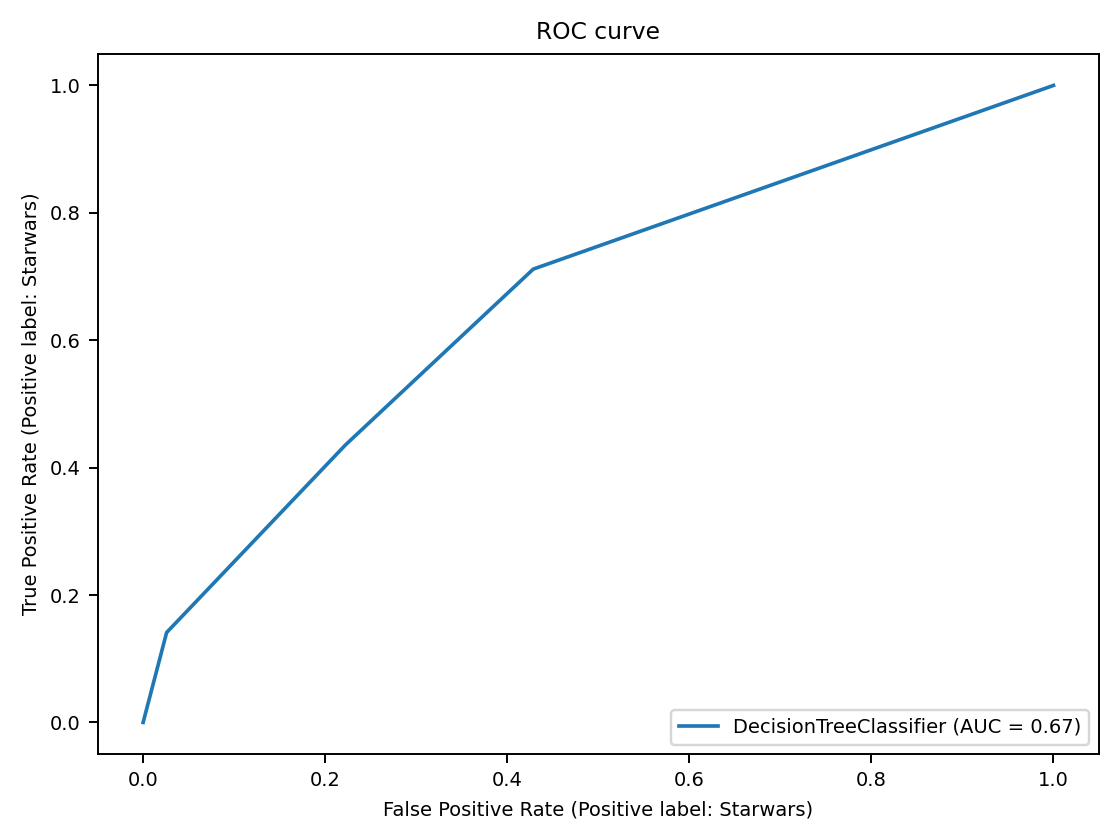 ROC curve
True Positive Rate (Positive label: Starwars)
1.0
0.8
0.6
0.4
0.2
0.0
DecisionTreeClassifier (AUC = 0.67)
0.0 0.2 0.4 0.6 0.8 1.0
False Positive Rate (Positive label: Starwars)